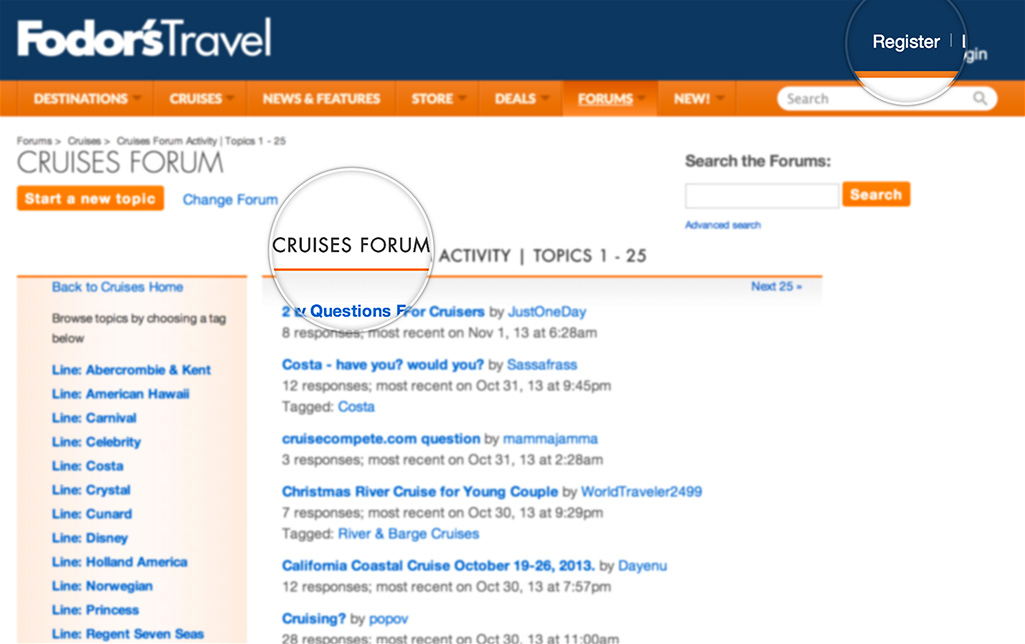 Fodor'sTravel
Register |
gin
DESTINATIONS CRUISES NEWS & FEATURES STORE DEALS FORUMS NEW! Search
Forums > Cruises > Cruises Forum Activity | Topics 1 - 25
CRUISES FORUM
Start a new topic Change Forum
Search the Forums:
Search
Advanced search
CRUISES FORUM ACTIVITY | TOPICS 1 - 25
Back to Cruises Home
Browse topics by choosing a tag
below
Line: Abercrombie & Kent
Line: American Hawaii
Line: Carnival
Line: Celebrity
Line: Costa
Line: Crystal
Line: Cunard
Line: Disney
Line: Holland America
Line: Norwegian
Line: Princess
Line: Regent Seven Seas
Next 25 »
2 Questions For Cruisers by JustOneDay
8 responses; most recent on Nov 1, 13 at 6:28am
Costa - have you? would you? by Sassafrass
12 responses; most recent on Oct 31, 13 at 9:45pm
Tagged: Costa
cruisecompete.com question by mammajamma
3 responses; most recent on Oct 31, 13 at 2:28am
Christmas River Cruise for Young Couple by WorldTraveler2499
7 responses; most recent on Oct 30, 13 at 9:29pm
Tagged: River & Barge Cruises
California Coastal Cruise October 19-26, 2013. by Dayenu
12 responses; most recent on Oct 30, 13 at 7:57pm
Cruising? by popov
28 responses; most recent on Oct 30, 13 at 11:00am